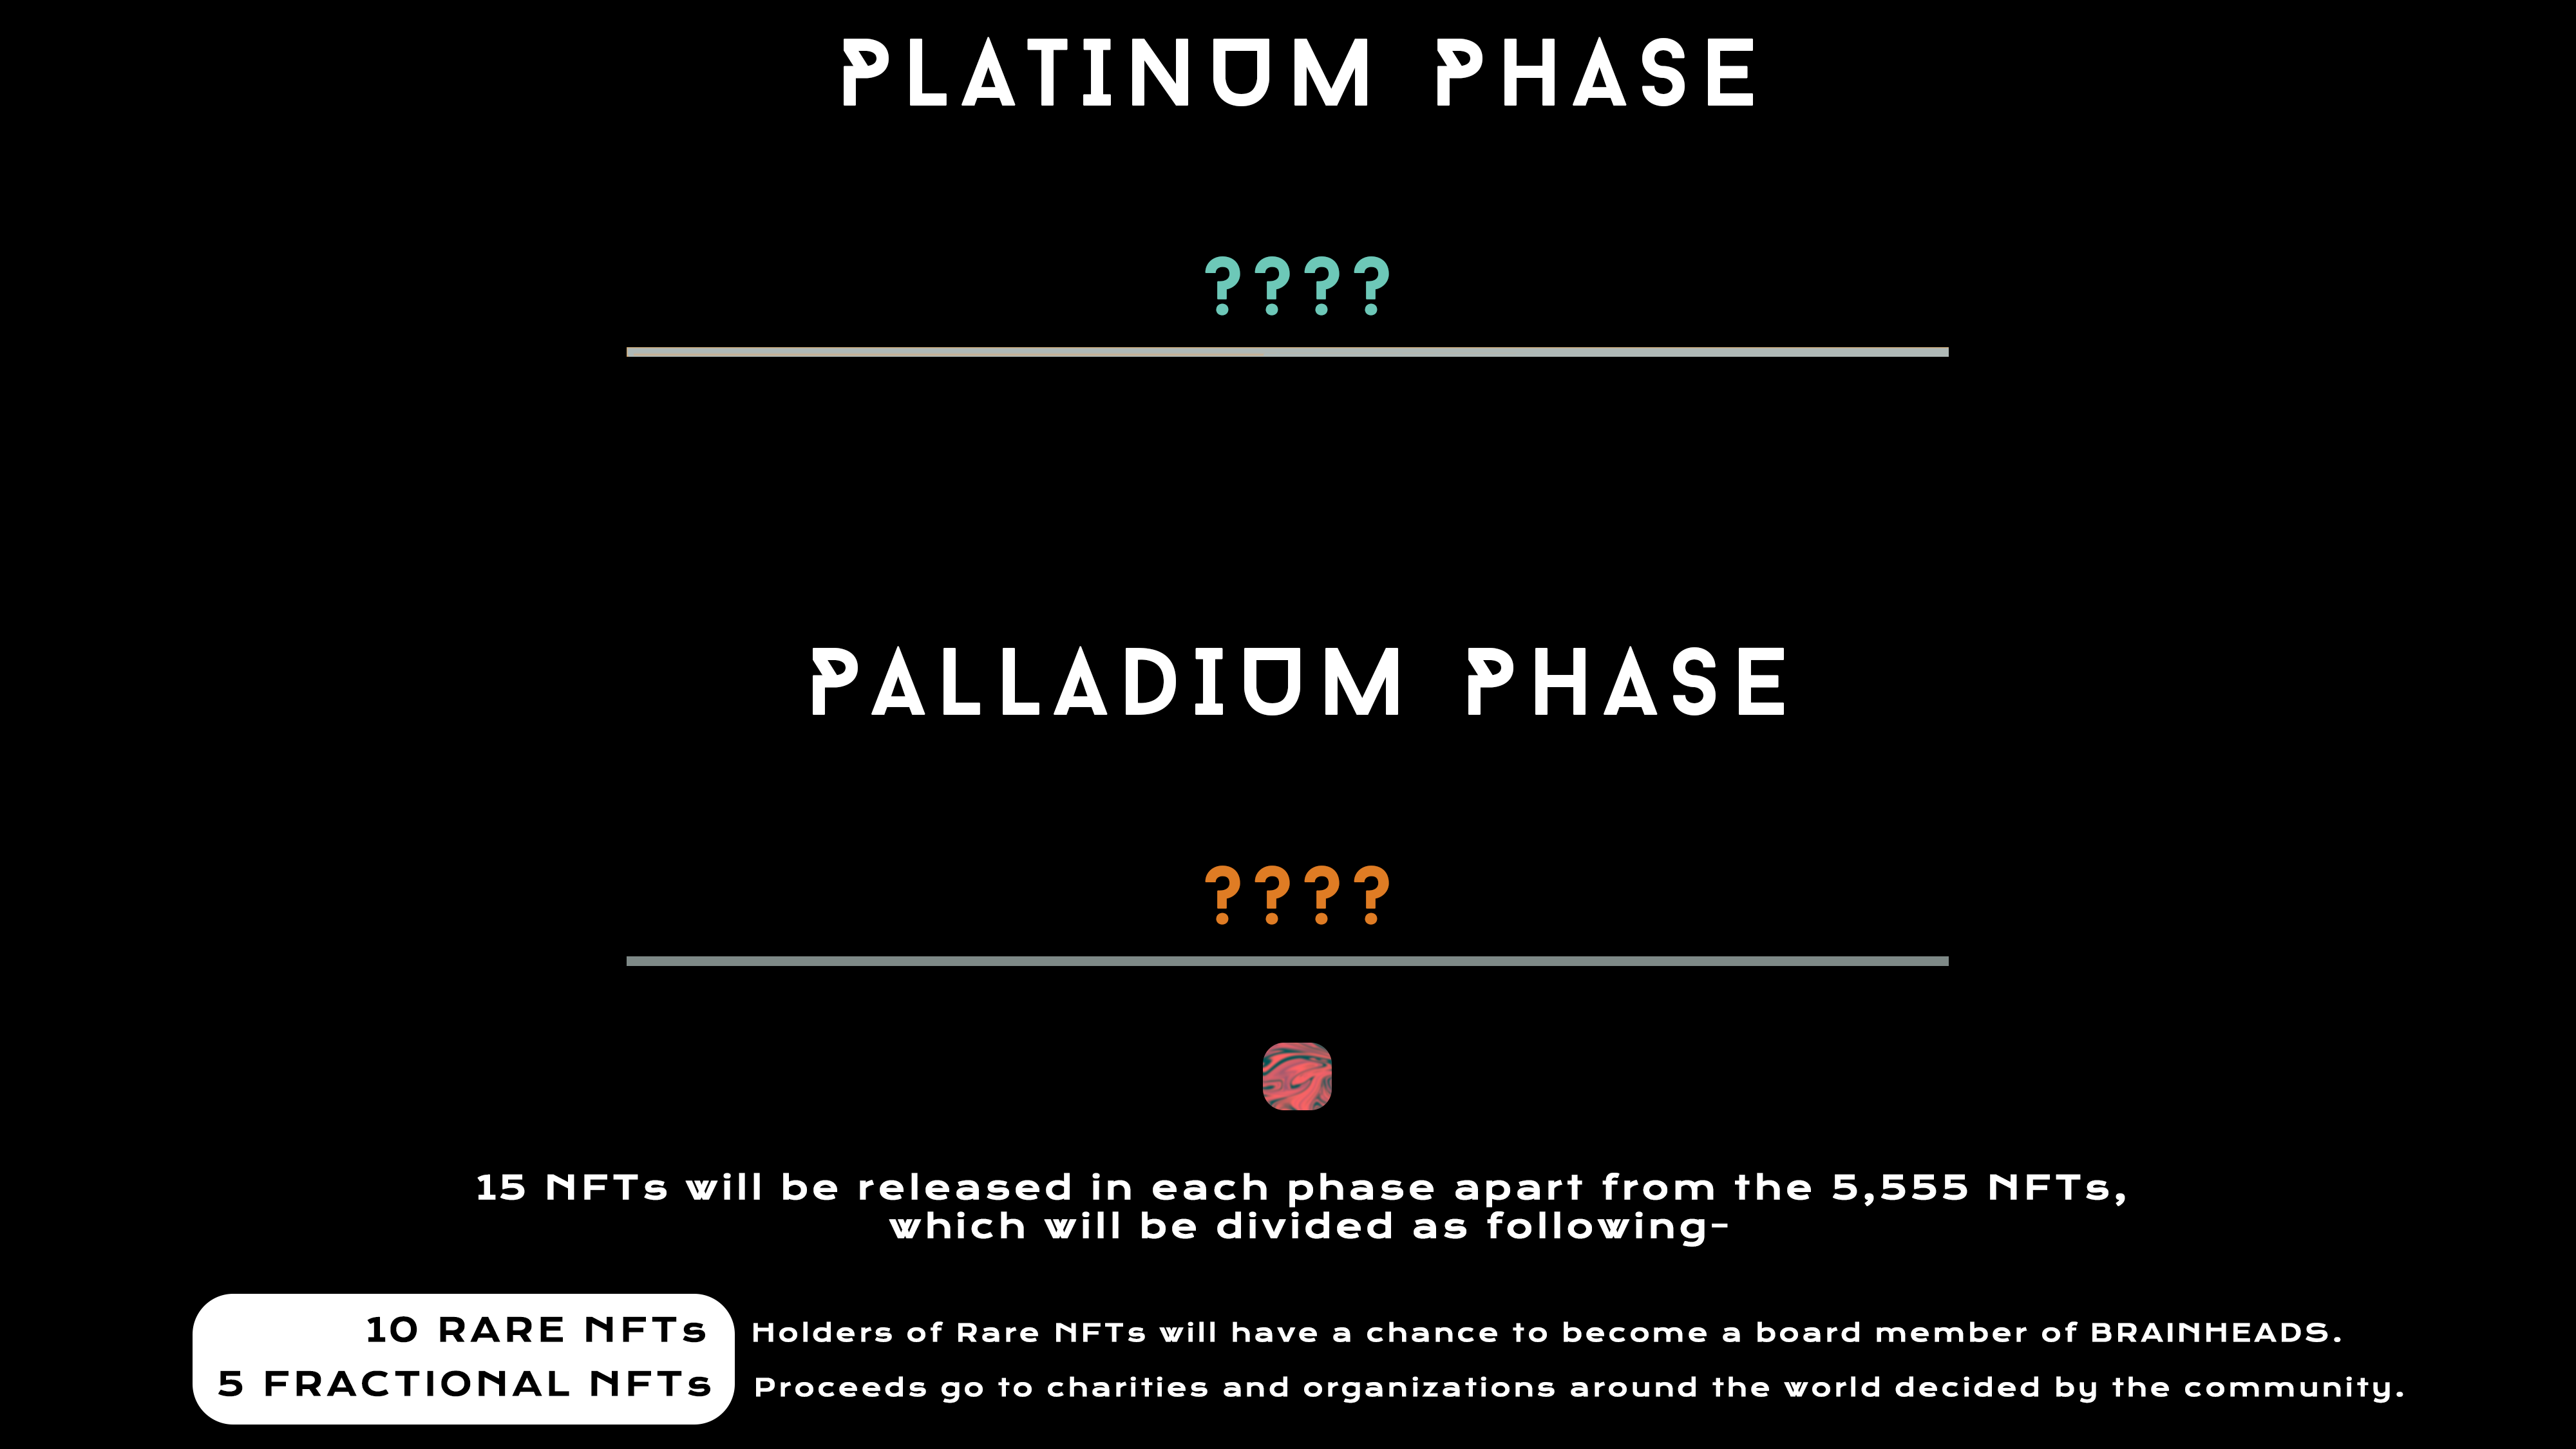 PLATINUM PHASE
????
PALLADIUM PHASE
????
15 NFTs will be released in each phase apart from the 5,555 NFTs,
which will be divided as following-
10 RARE NFTs Holders of Rare NFTs will have a chance to become a board member of BRAINHEADS.
5 FRACTIONAL NFTs Proceeds go to charities and organizations around the world decided by the community.